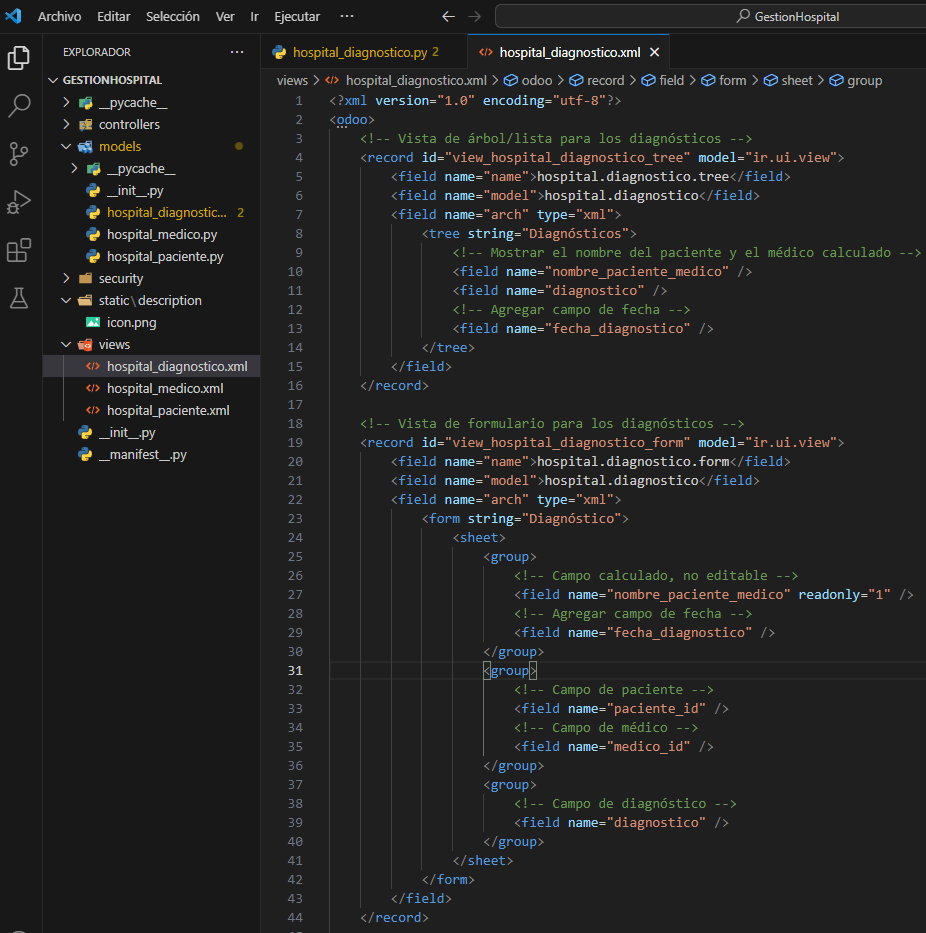 Archivo Editar Selección Ver Ir Ejecutar ···
GestionHospital
EXPLORADOR ···
GESTIONHOSPITAL
__pycache__
controllers
models
__pycache__
__init__.py
hospital_diagnostic... 2
hospital_medico.py
hospital_paciente.py
security
static\description
icon.png
views
hospital_diagnostico.xml
hospital_medico.xml
hospital_paciente.xml
__init__.py
__manifest__.py
hospital_diagnostico.py 2
hospital_diagnostico.xml
views > hospital_diagnostico.xml > odoo > record > field > form > sheet > group
1 <?xml version="1.0" encoding="utf-8"?>
2 <odoo>
3 <!-- Vista de árbol/lista para los diagnósticos -->
4 <record id="view_hospital_diagnostico_tree" model="ir.ui.view">
5 <field name="name">hospital.diagnostico.tree</field>
6 <field name="model">hospital.diagnostico</field>
7 <field name="arch" type="xml">
8 <tree string="Diagnósticos">
9 <!-- Mostrar el nombre del paciente y el médico calculado -->
10 <field name="nombre_paciente_medico" />
11 <field name="diagnostico" />
12 <!-- Agregar campo de fecha -->
13 <field name="fecha_diagnostico" />
14 </tree>
15 </field>
16 </record>
17
18 <!-- Vista de formulario para los diagnósticos -->
19 <record id="view_hospital_diagnostico_form" model="ir.ui.view">
20 <field name="name">hospital.diagnostico.form</field>
21 <field name="model">hospital.diagnostico</field>
22 <field name="arch" type="xml">
23 <form string="Diagnóstico">
24 <sheet>
25 <group>
26 <!-- Campo calculado, no editable -->
27 <field name="nombre_paciente_medico" readonly="1" />
28 <!-- Agregar campo de fecha -->
29 <field name="fecha_diagnostico" />
30 </group>
31 <group>
32 <!-- Campo de paciente -->
33 <field name="paciente_id" />
34 <!-- Campo de médico -->
35 <field name="medico_id" />
36 </group>
37 <group>
38 <!-- Campo de diagnóstico -->
39 <field name="diagnostico" />
40 </group>
41 </sheet>
42 </form>
43 </field>
44 </record>